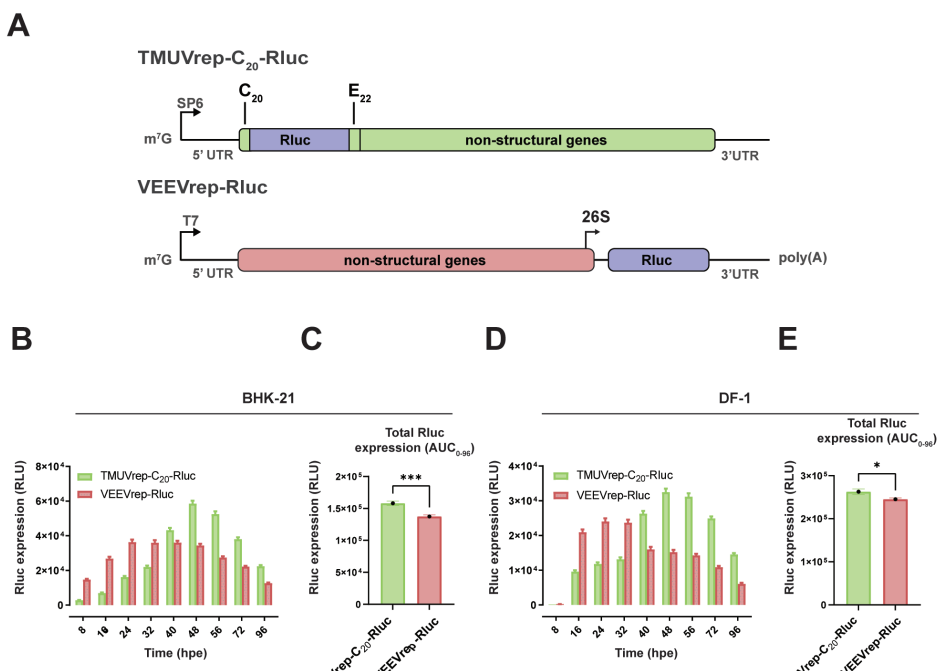 A
TMUVrep-C₂₀-Rluc
C₂₀
E₂₂
SP6
m⁷G
Rluc
non-structural genes
5' UTR
3'UTR
VEEVrep-Rluc
T7
26S
m⁷G
non-structural genes
Rluc
poly(A)
5' UTR
3'UTR
B
C
D
E
BHK-21
DF-1
Rluc expression (RLU)
8×10⁴
6×10⁴
4×10⁴
2×10⁴
0
TMUVrep-C₂₀-Rluc
VEEVrep-Rluc
8
16
24
32
40
48
56
72
96
Time (hpe)
Total Rluc
expression (AUC₀₋₉₆)
Rluc expression (RLU)
2×10⁵
1×10⁵
5×10⁴
0
***
VEEVrep-Rluc
Rluc expression (RLU)
4×10⁴
3×10⁴
2×10⁴
1×10⁴
0
TMUVrep-C₂₀-Rluc
VEEVrep-Rluc
8
16
24
32
40
48
56
72
96
Time (hpe)
Total Rluc
expression (AUC₀₋₉₆)
Rluc expression (RLU)
3×10⁵
2×10⁵
1×10⁵
0
*
VEEVrep-Rluc